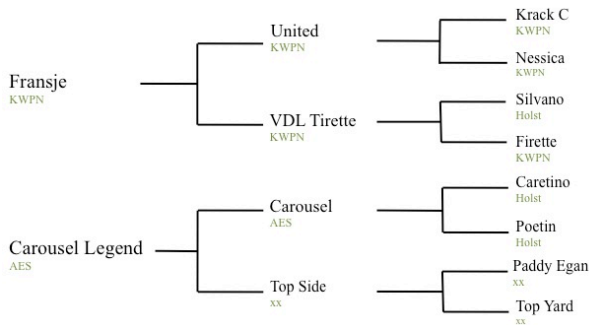 Krack C
KWPN
United
KWPN
Nessica
KWPN
Fransje
KWPN
Silvano
Holst
VDL Tirette
KWPN
Firette
KWPN
Caretino
Holst
Carousel
AES
Poetin
Holst
Carousel Legend
AES
Paddy Egan
xx
Top Side
xx
Top Yard
xx